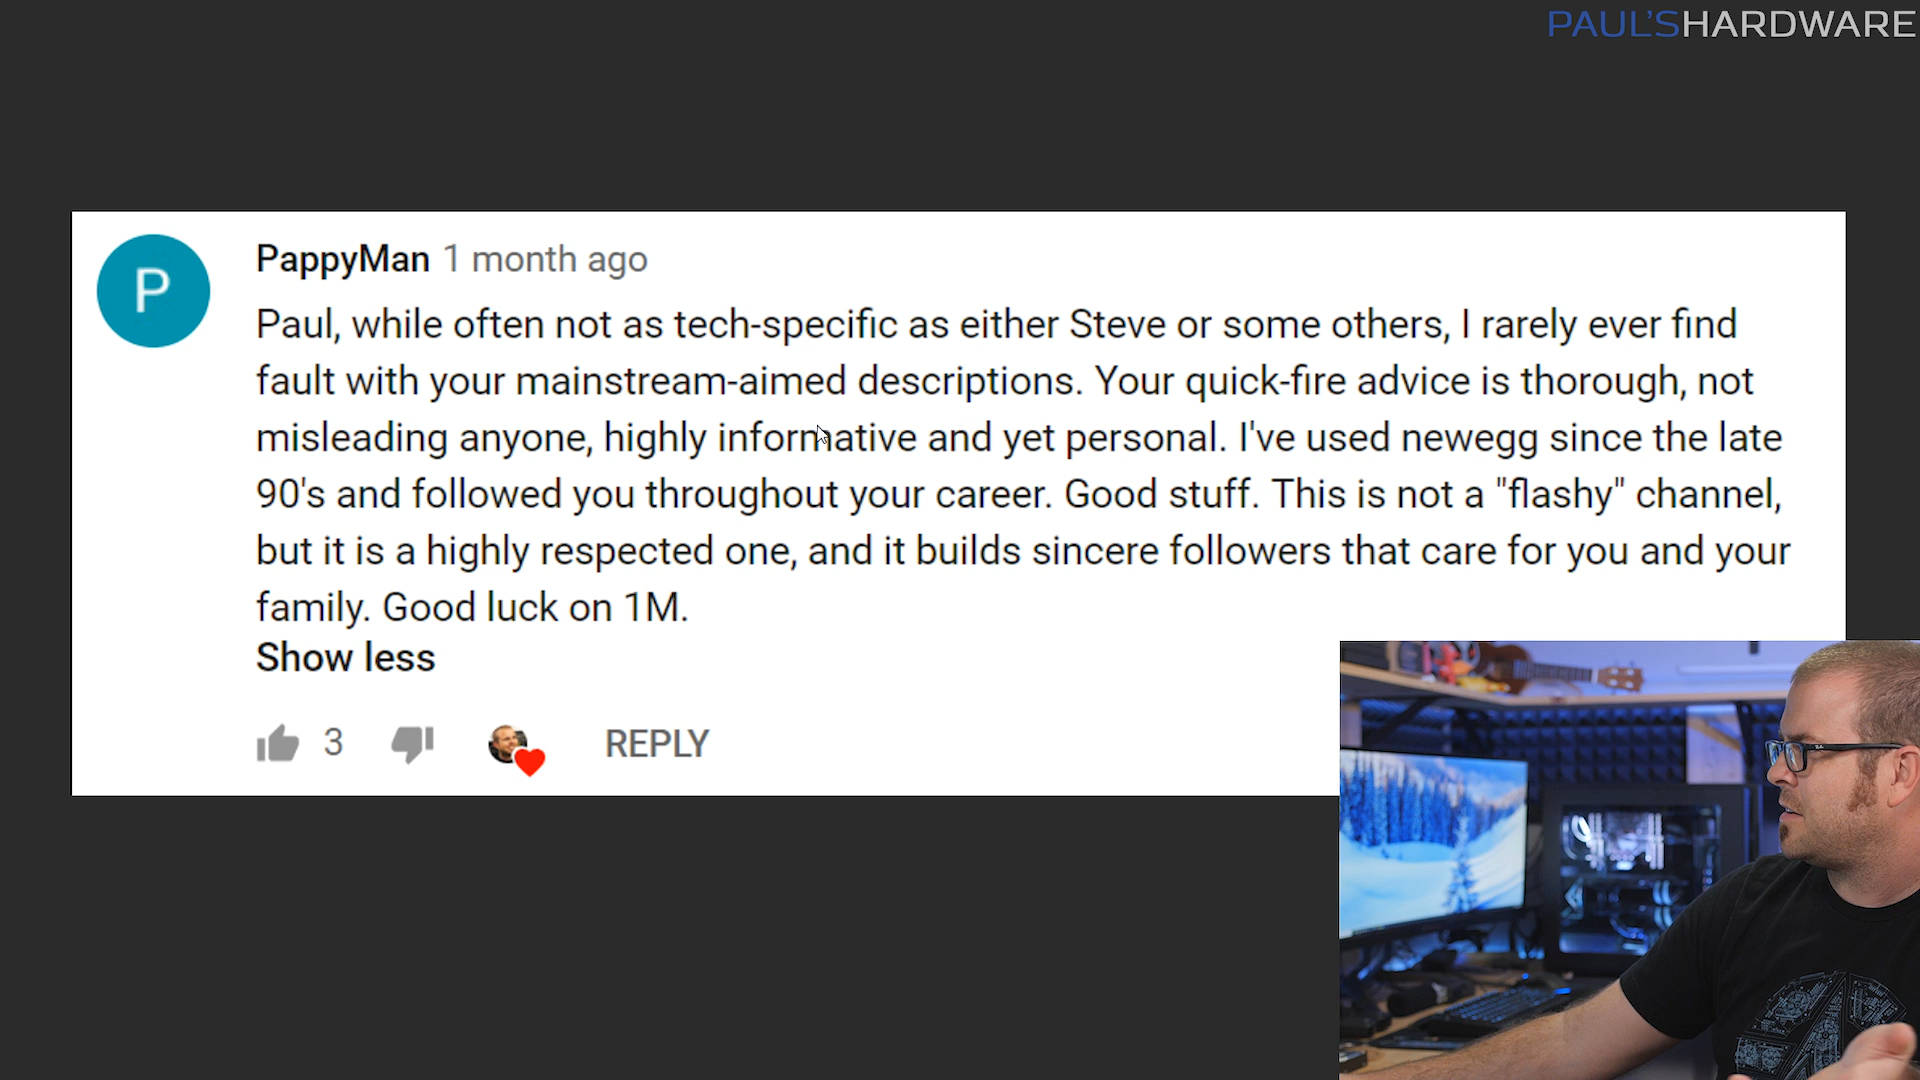 PAUL'SHARDWARE
P
PappyMan 1 month ago
Paul, while often not as tech-specific as either Steve or some others, I rarely ever find
fault with your mainstream-aimed descriptions. Your quick-fire advice is thorough, not
misleading anyone, highly informative and yet personal. I've used newegg since the late
90's and followed you throughout your career. Good stuff. This is not a "flashy" channel,
but it is a highly respected one, and it builds sincere followers that care for you and your
family. Good luck on 1M.
Show less
3
REPLY